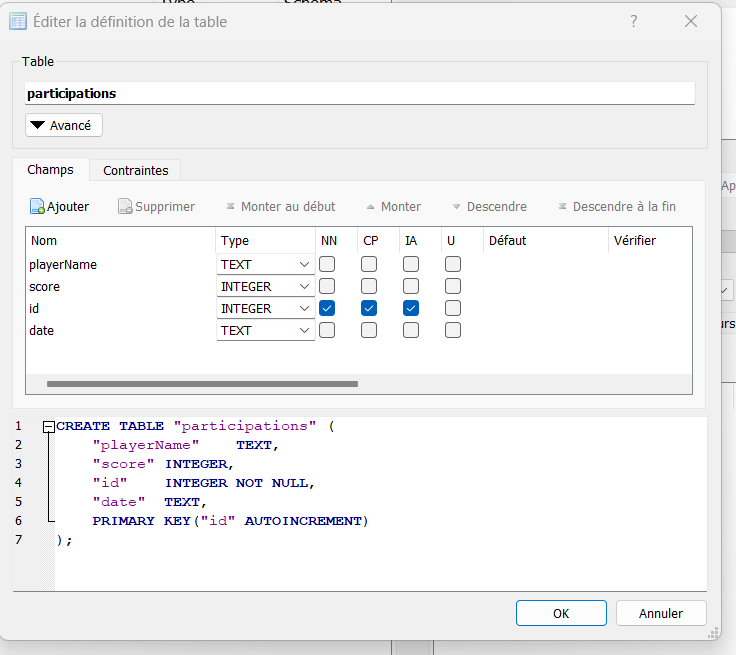 Éditer la définition de la table ?
Table
participations
Avancé
Champs Contraintes
Ajouter Supprimer Monter au début Monter Descendre Descendre à la fin
Nom Type NN CP IA U Défaut Vérifier
playerName TEXT
score INTEGER
id INTEGER
date TEXT
1 CREATE TABLE "participations" (
2 "playerName" TEXT,
3 "score" INTEGER,
4 "id" INTEGER NOT NULL,
5 "date" TEXT,
6 PRIMARY KEY("id" AUTOINCREMENT)
7 );
OK Annuler